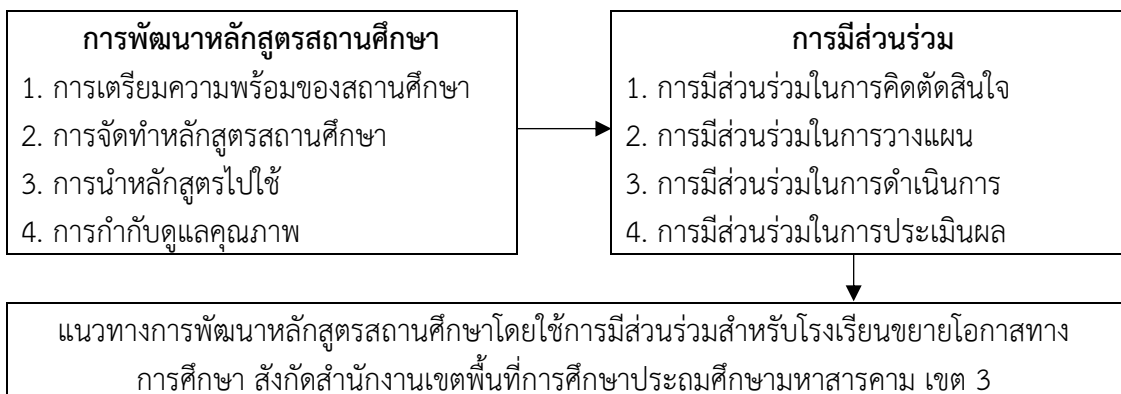 การพัฒนาหลักสูตรสถานศึกษา
1. การเตรียมความพร้อมของสถานศึกษา
2. การจัดทำหลักสูตรสถานศึกษา
3. การนำหลักสูตรไปใช้
4. การกำกับดูแลคุณภาพ
การมีส่วนร่วม
1. การมีส่วนร่วมในการคิดตัดสินใจ
2. การมีส่วนร่วมในการวางแผน
3. การมีส่วนร่วมในการดำเนินการ
4. การมีส่วนร่วมในการประเมินผล
แนวทางการพัฒนาหลักสูตรสถานศึกษาโดยใช้การมีส่วนร่วมสำหรับโรงเรียนขยายโอกาสทาง
การศึกษา สังกัดสำนักงานเขตพื้นที่การศึกษาประถมศึกษามหาสารคาม เขต 3